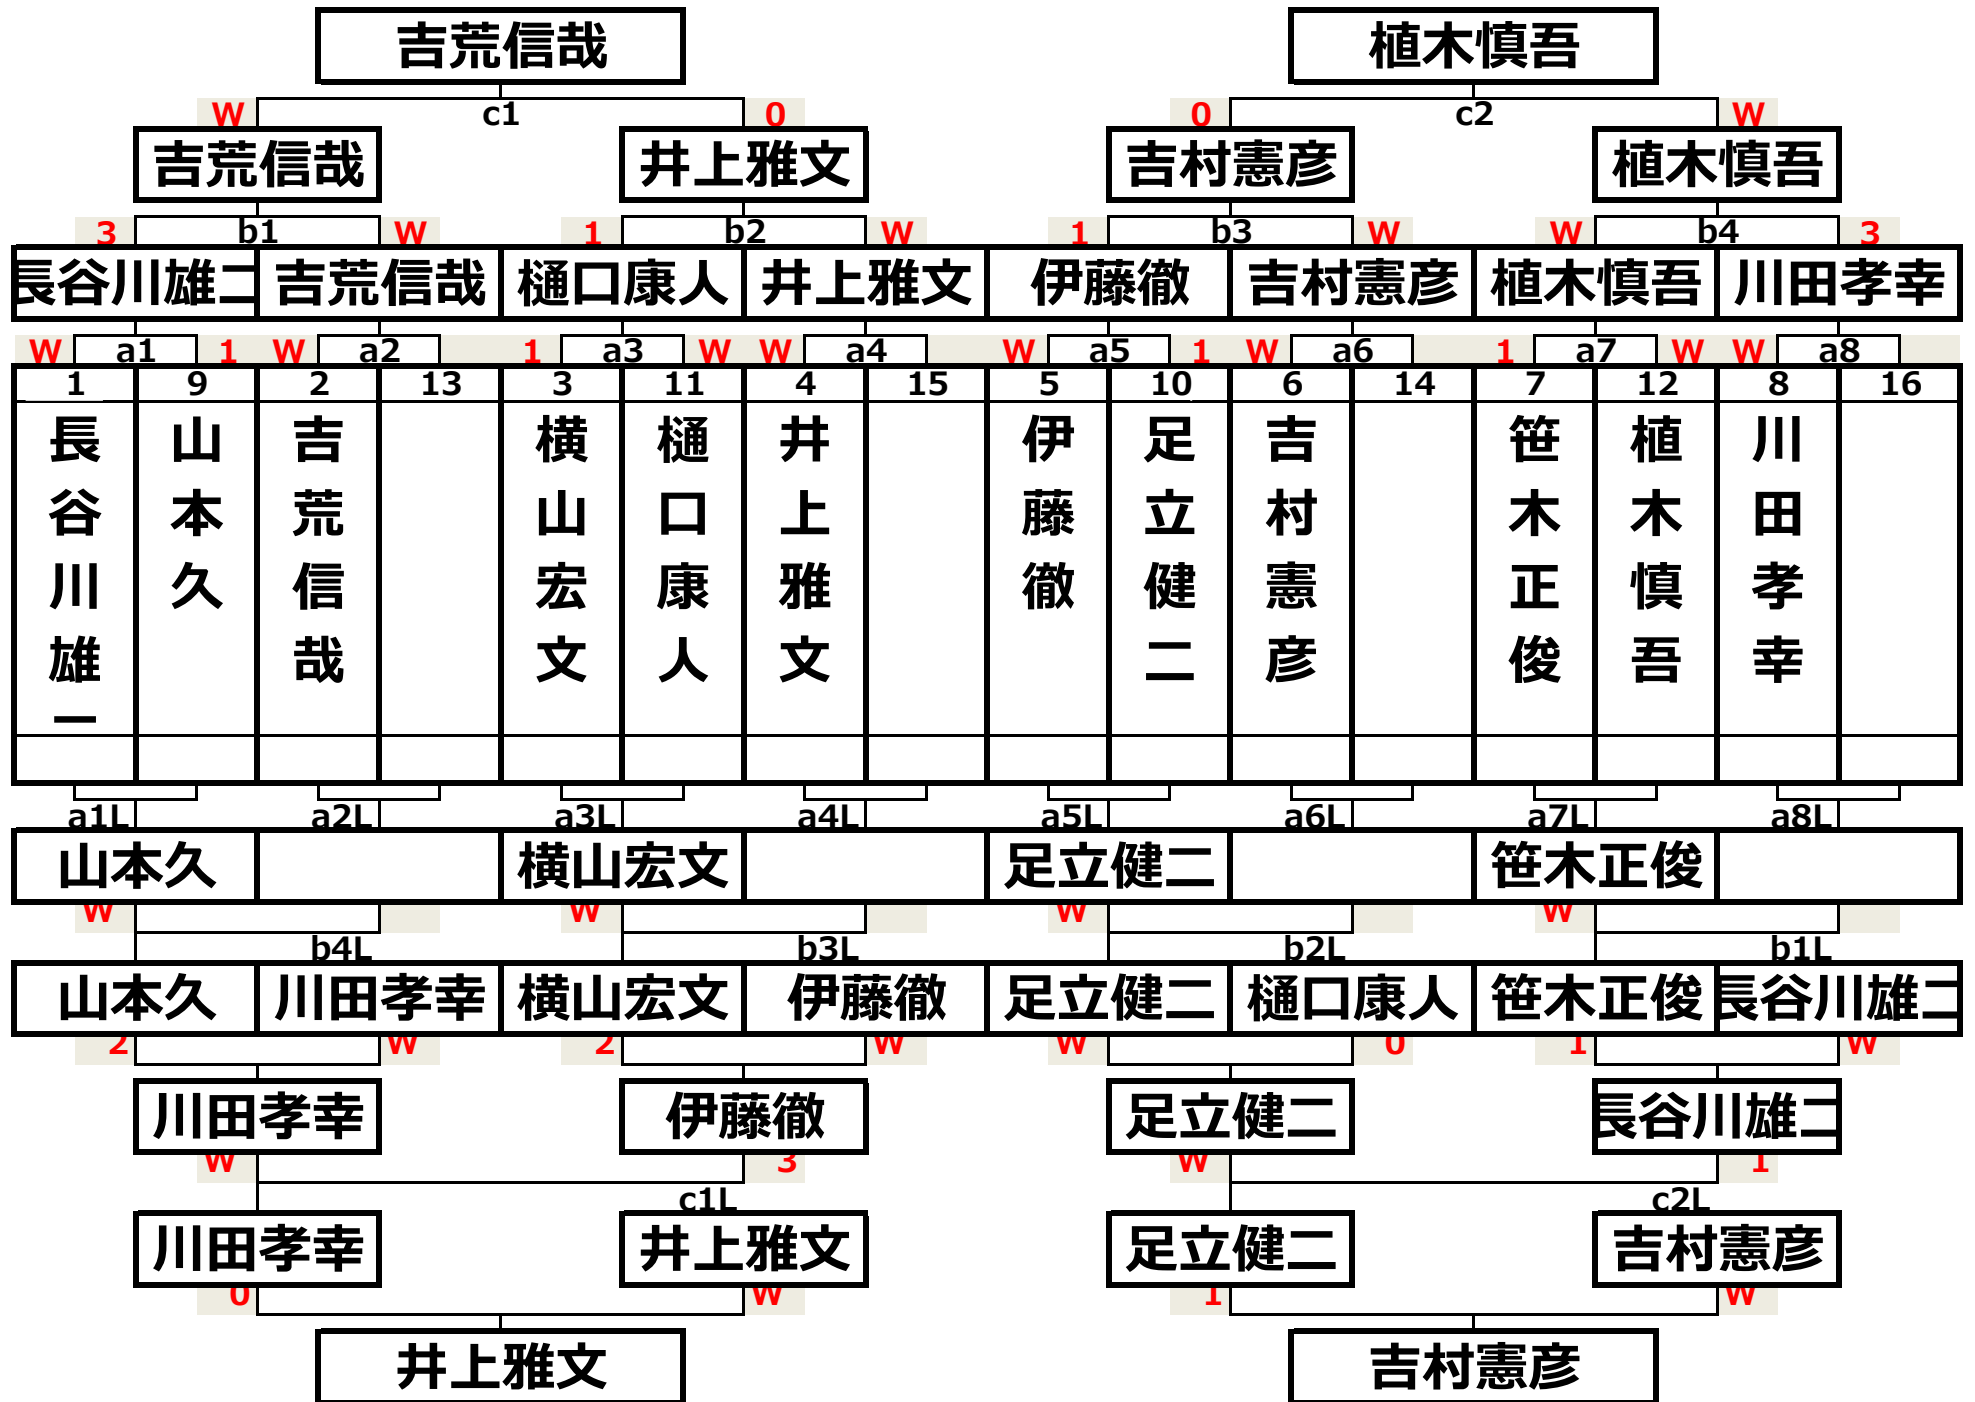 吉荒信哉 植木慎吾
W c1 0 0 c2 W
吉荒信哉 井上雅文 吉村憲彦 植木慎吾
3 b1 W 1 b2 W 1 b3 W W b4 3
長谷川雄二 吉荒信哉 樋口康人 井上雅文 伊藤徹 吉村憲彦 植木慎吾 川田孝幸
W a1 1 W a2 1 a3 W W a4 W a5 1 W a6 1 a7 W W a8
1 9 2 13 3 11 4 15 5 10 6 14 7 12 8 16
長谷川雄二
山本久
吉荒信哉
横山宏文
樋口康人
井上雅文
伊藤徹
足立健二
吉村憲彦
笹木正俊
植木慎吾
川田孝幸
a1L a2L a3L a4L a5L a6L a7L a8L
山本久 横山宏文 足立健二 笹木正俊
W W W W
b4L b3L b2L b1L
山本久 川田孝幸 横山宏文 伊藤徹 足立健二 樋口康人 笹木正俊 長谷川雄二
2 W 2 W W 0 1 W
川田孝幸 伊藤徹 足立健二 長谷川雄二
W 3 W 1
c1L c2L
川田孝幸 井上雅文 足立健二 吉村憲彦
0 W 1 W
井上雅文 吉村憲彦